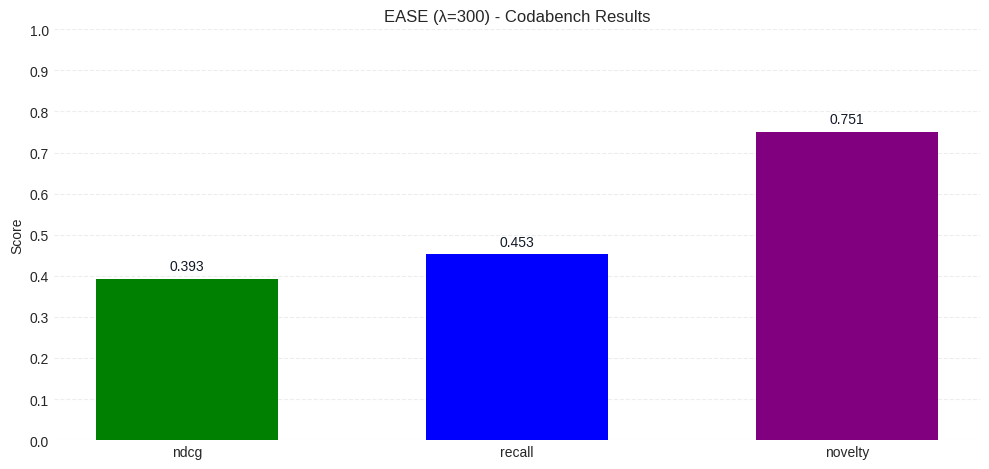 EASE (λ=300) - Codabench Results
1.0
0.9
0.8
0.7
0.6
0.5
0.4
0.3
0.2
0.1
0.0
Score
0.393
0.453
0.751
ndcg
recall
novelty